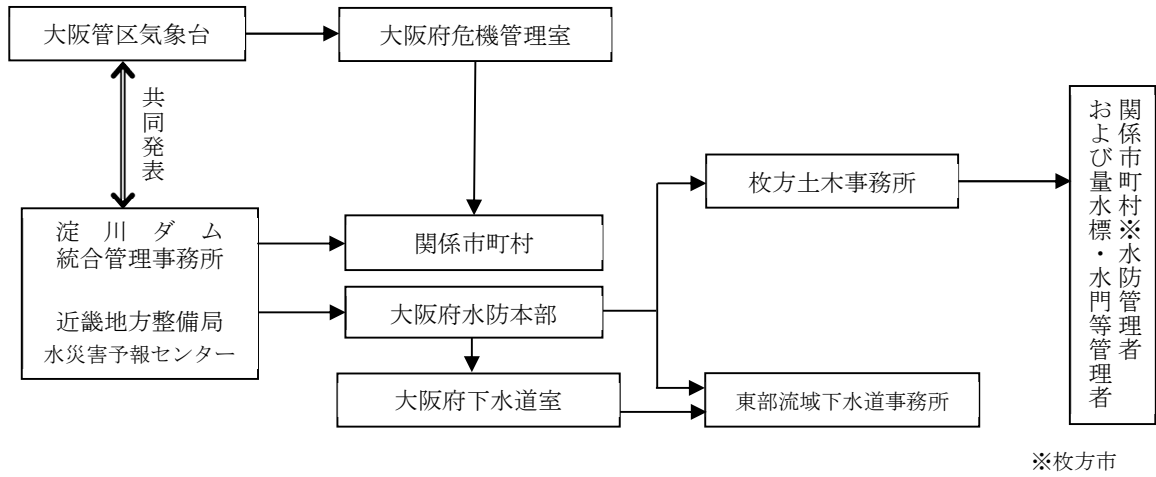 大阪管区気象台
大阪府危機管理室
共同発表
淀川ダム
統合管理事務所
近畿地方整備局
水災害予報センター
関係市町村
大阪府水防本部
大阪府下水道室
枚方土木事務所
東部流域下水道事務所
関係市町村※水防管理者
および量水標・水門等管理者
※枚方市